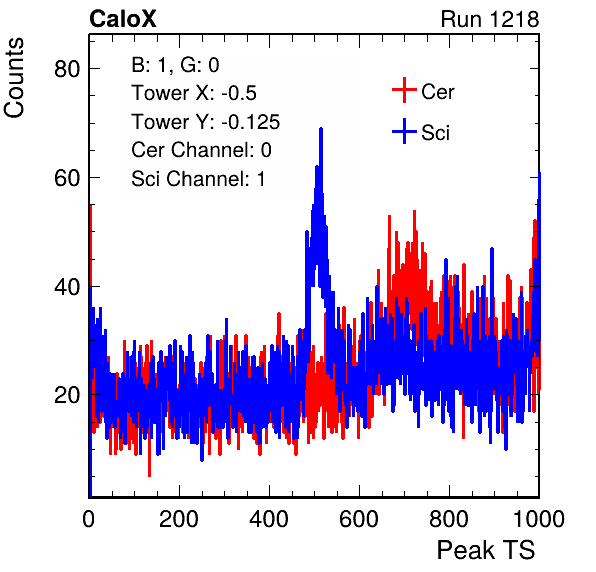 CaloX Run 1218
Counts
B: 1, G: 0
Tower X: -0.5
Tower Y: -0.125
Cer Channel: 0
Sci Channel: 1
Cer
Sci
80
60
40
20
0 200 400 600 800 1000
Peak TS